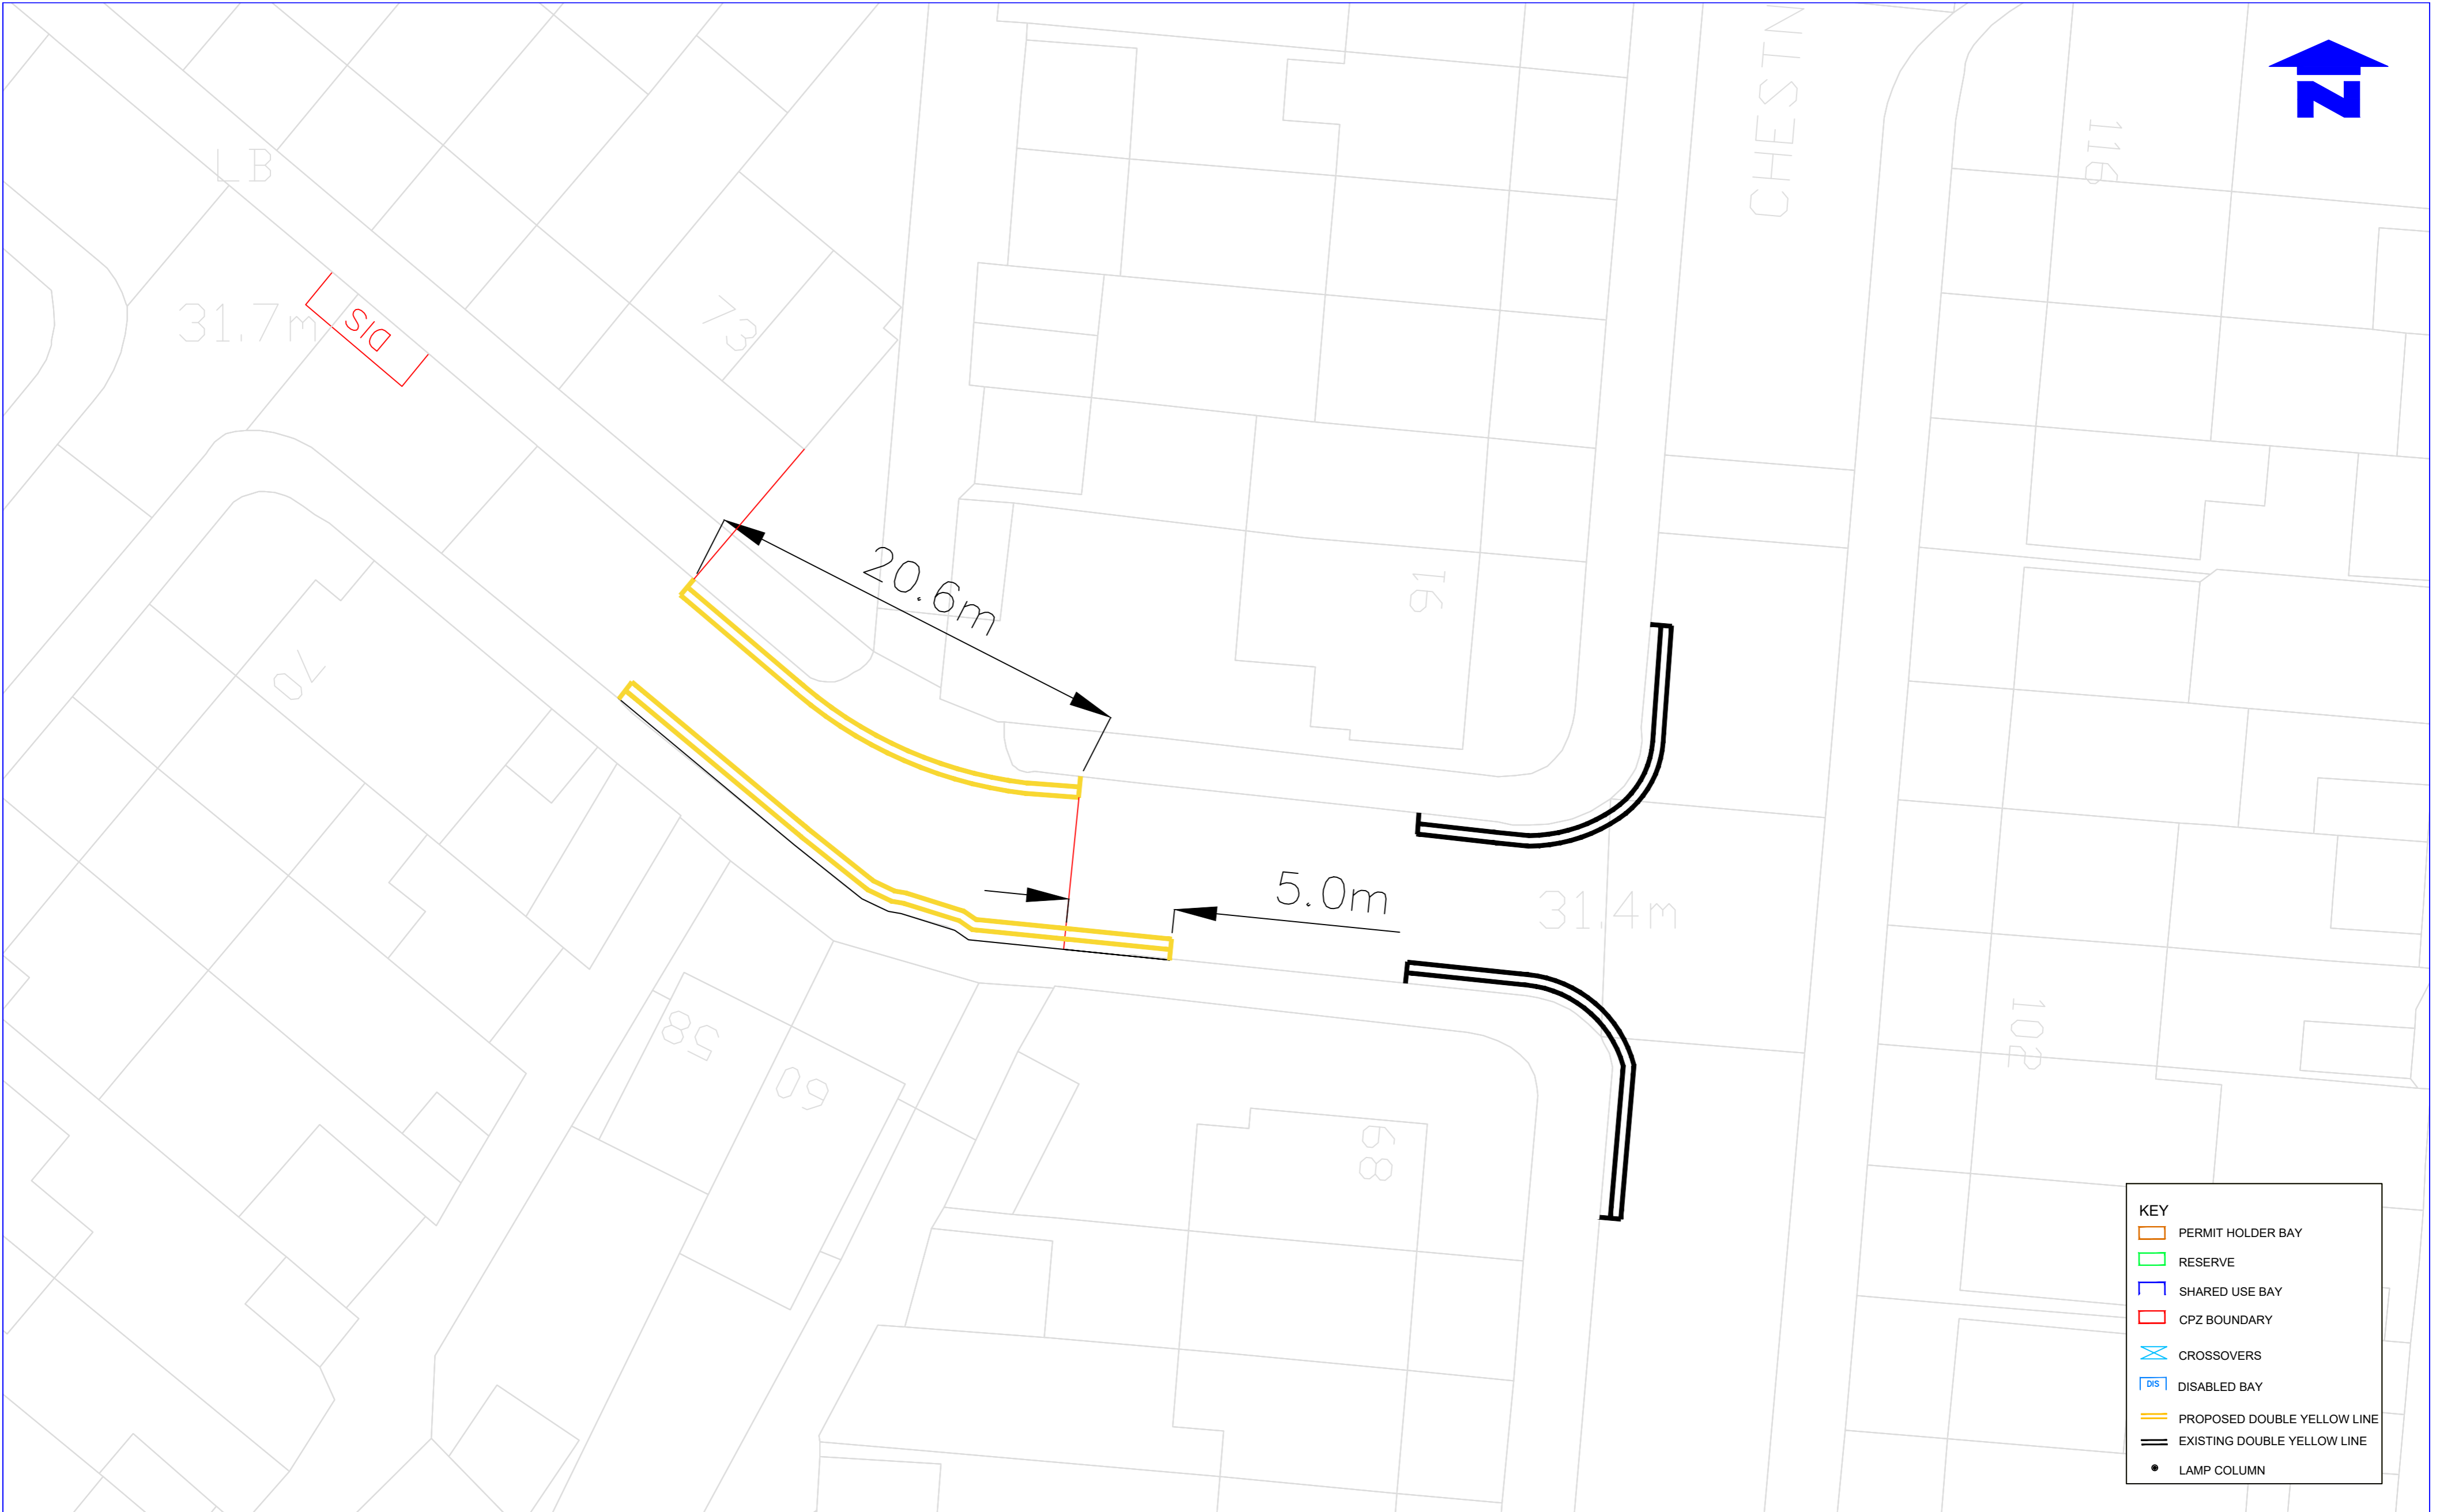 CHESTN
N
116
LB
31.7m
DIS
73
20.6m
91
70
5.0m
31.4m
58
60
102
89
KEY
PERMIT HOLDER BAY
RESERVE
SHARED USE BAY
CPZ BOUNDARY
CROSSOVERS
DIS DISABLED BAY
PROPOSED DOUBLE YELLOW LINE
EXISTING DOUBLE YELLOW LINE
LAMP COLUMN